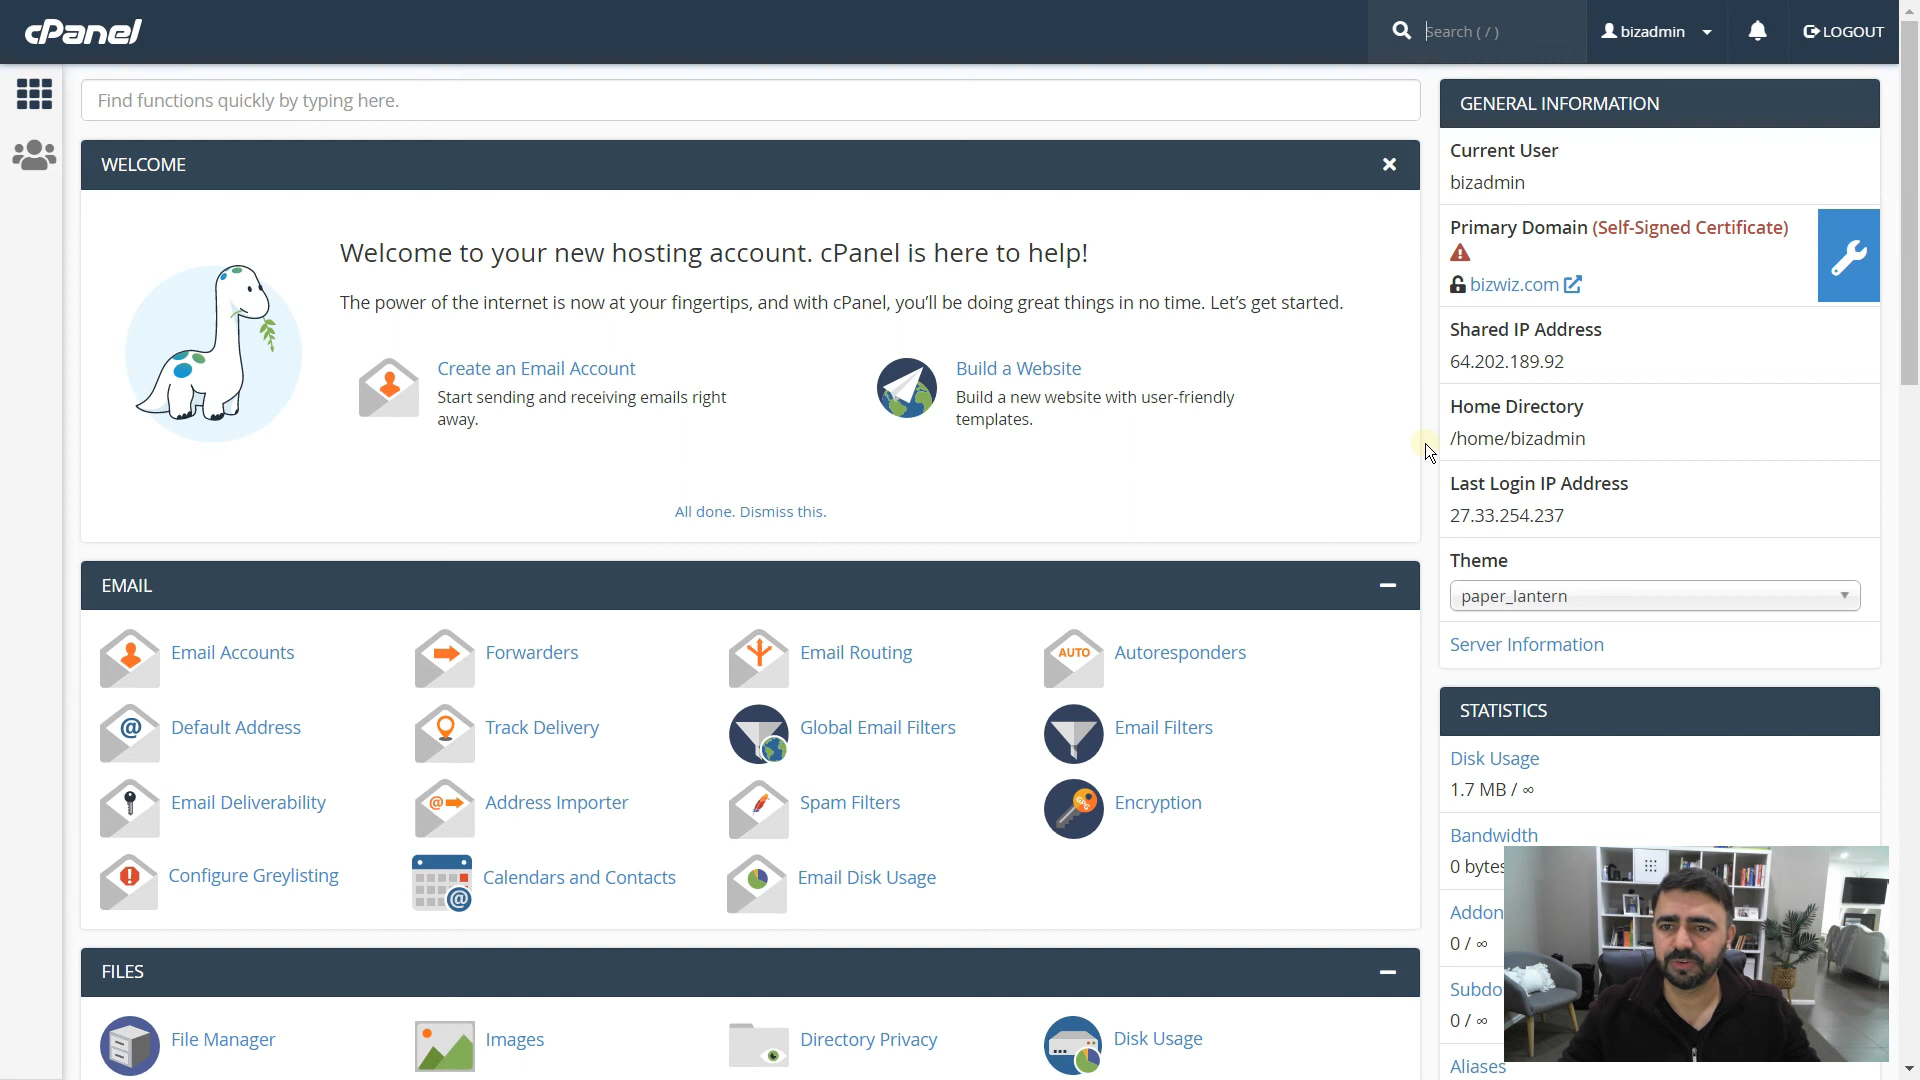 cPanel
Search ( / )
bizadmin
LOGOUT
Find functions quickly by typing here.
WELCOME
Welcome to your new hosting account. cPanel is here to help!
The power of the internet is now at your fingertips, and with cPanel, you'll be doing great things in no time. Let's get started.
Create an Email Account
Start sending and receiving emails right
away.
Build a Website
Build a new website with user-friendly
templates.
All done. Dismiss this.
EMAIL
Email Accounts
Forwarders
Email Routing
AUTO
Autoresponders
@
Default Address
Track Delivery
Global Email Filters
Email Filters
Email Deliverability
@
Address Importer
Spam Filters
GPG
Encryption
Configure Greylisting
@
Calendars and Contacts
Email Disk Usage
FILES
File Manager
Images
Directory Privacy
Disk Usage
GENERAL INFORMATION
Current User
bizadmin
Primary Domain (Self-Signed Certificate)
bizwiz.com
Shared IP Address
64.202.189.92
Home Directory
/home/bizadmin
Last Login IP Address
27.33.254.237
Theme
paper_lantern
Server Information
STATISTICS
Disk Usage
1.7 MB / ∞
Bandwidth
0 bytes
Addon
0 / ∞
Subdo
0 / ∞
Aliases